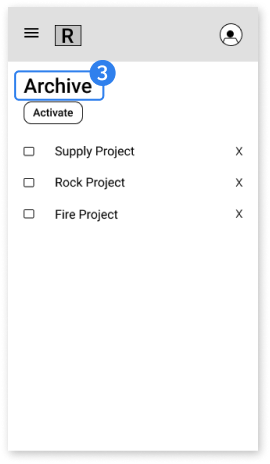 R
3
Archive
Activate
Supply Project X
Rock Project X
Fire Project X